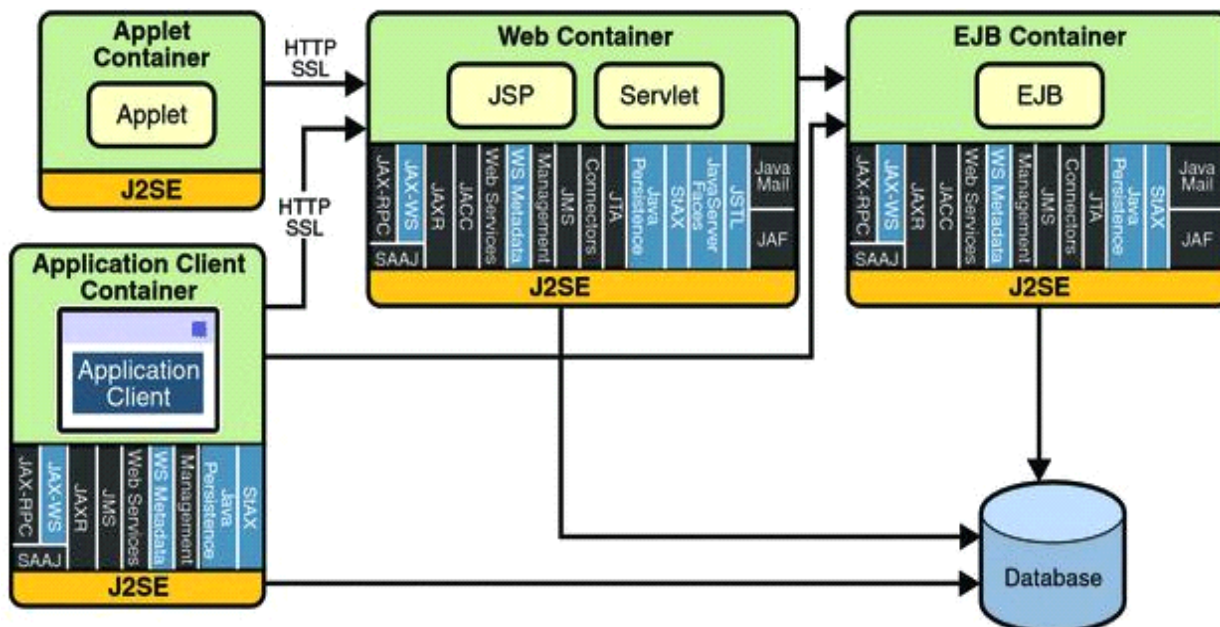 Applet
Container
Applet
J2SE
HTTP
SSL
HTTP
SSL
Web Container
JSP
Servlet
JAX-RPC
JAX-WS
SAAJ
JAXR
JACC
Web Services
WS Metadata
Management
JMS
Connectors
JTA
Java
Persistence
StAX
JavaServer
Faces
JSTL
Java
Mail
JAF
J2SE
EJB Container
EJB
JAX-RPC
JAX-WS
SAAJ
JAXR
JACC
Web Services
WS Metadata
Management
JMS
Connectors
JTA
Java
Persistence
StAX
Java
Mail
JAF
J2SE
Application Client
Container
Application
Client
JAX-RPC
JAX-WS
SAAJ
JAXR
JMS
Web Services
WS Metadata
Management
Java
Persistence
StAX
J2SE
Database